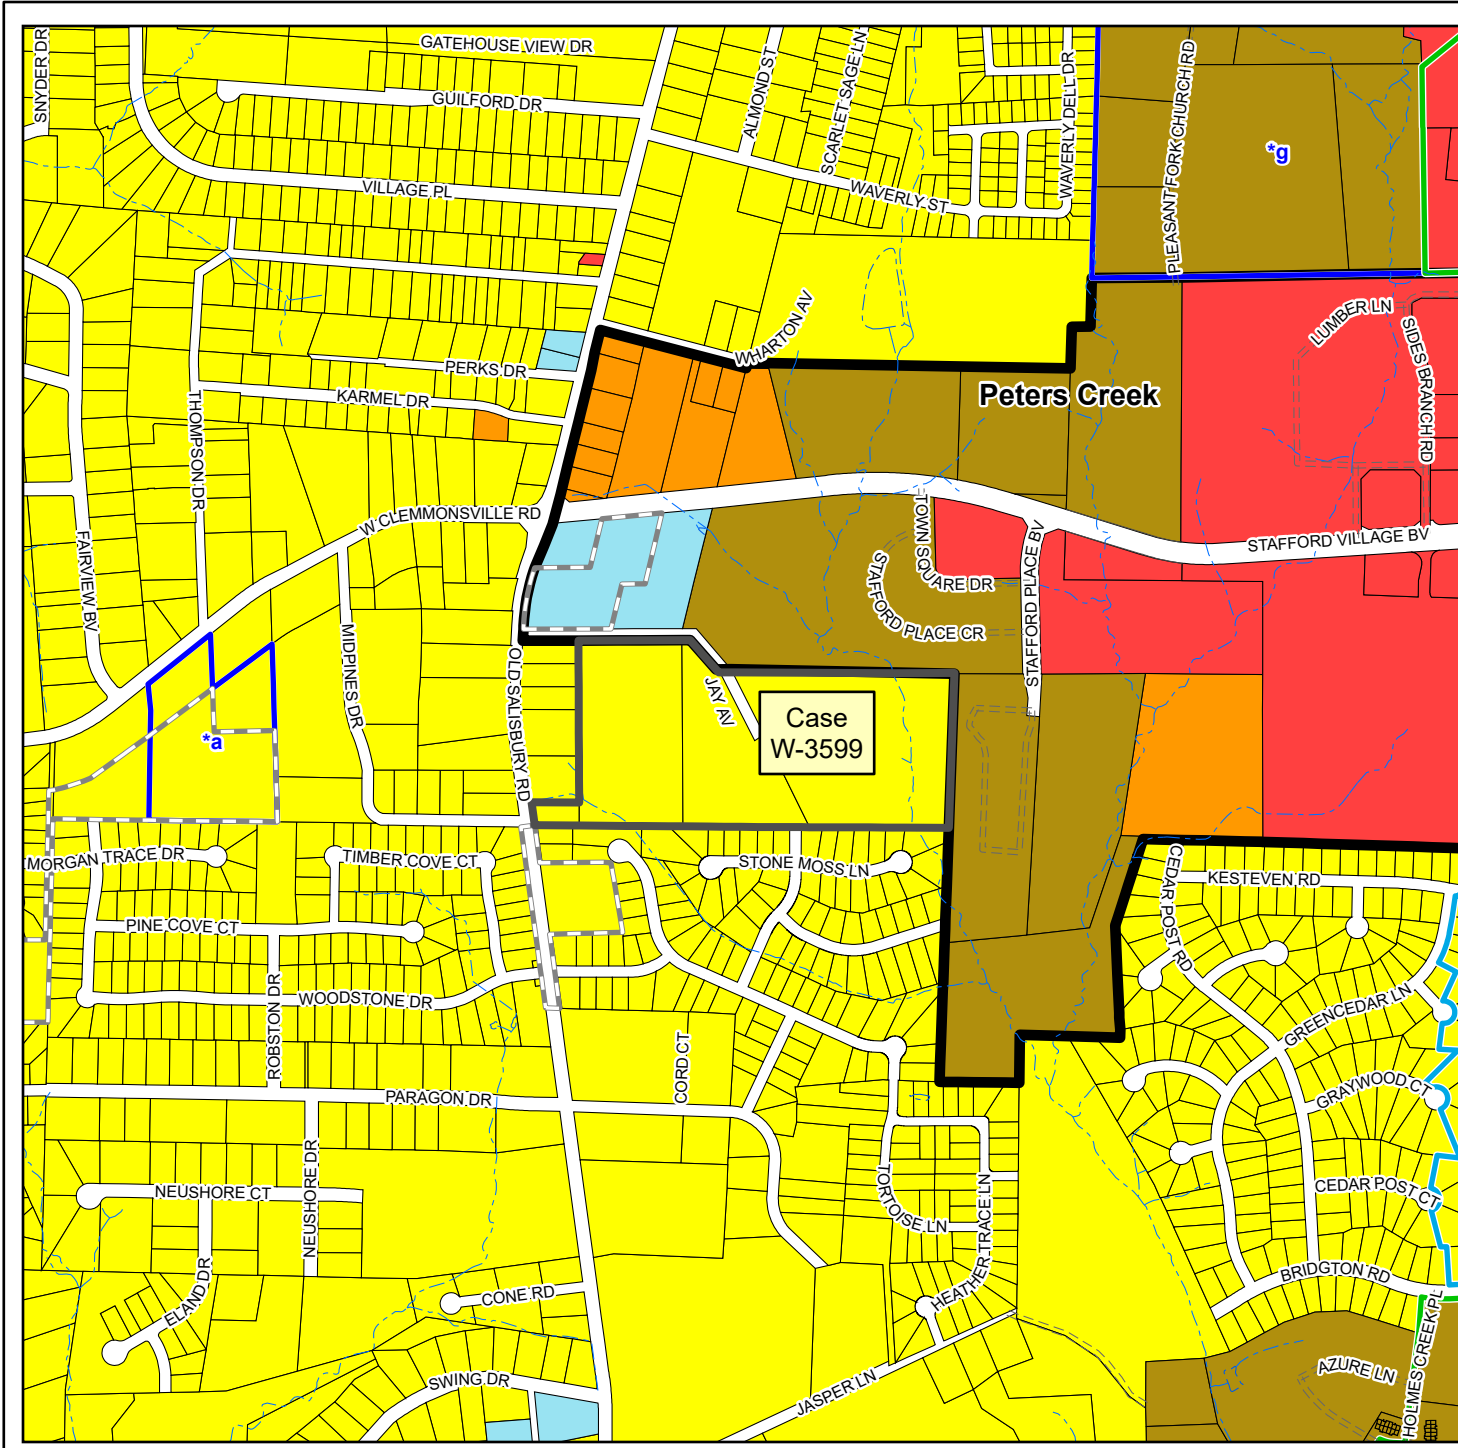 SNYDER DR
GATEHOUSE VIEW DR
GUILFORD DR
ALMOND ST
SCARLET SAGE LN
WAVERLY DELL DR
PLEASANT FORK CHURCH RD
*g
VILLAGE PL
WAVERLY ST
WHARTON AV
LUMBER LN
SIDES BRANCH RD
PERKS DR
KARMEL DR
THOMPSON DR
Peters Creek
W CLEMMONSVILLE RD
FAIRVIEW BV
TOWN SQUARE DR
STAFFORD PLACE BV
STAFFORD VILLAGE BV
STAFFORD PLACE CR
MIDPINES DR
OLD SALISBURY RD
JAY AV
Case
W-3599
*a
MORGAN TRACE DR
TIMBER COVE CT
STONE MOSS LN
CEDAR POST RD
KESTEVEN RD
PINE COVE CT
WOODSTONE DR
ROBSTON DR
GREENCEDAR LN
CORD CT
PARAGON DR
GRAYWOOD CT
NEUSHORE DR
NEUSHORE CT
TORTOISE LN
HEATHER TRACE LN
CEDAR POST CT
ELAND DR
CONE RD
BRIDGTON RD
HOLMES CREEK PL
SWING DR
JASPER LN
AZURE LN